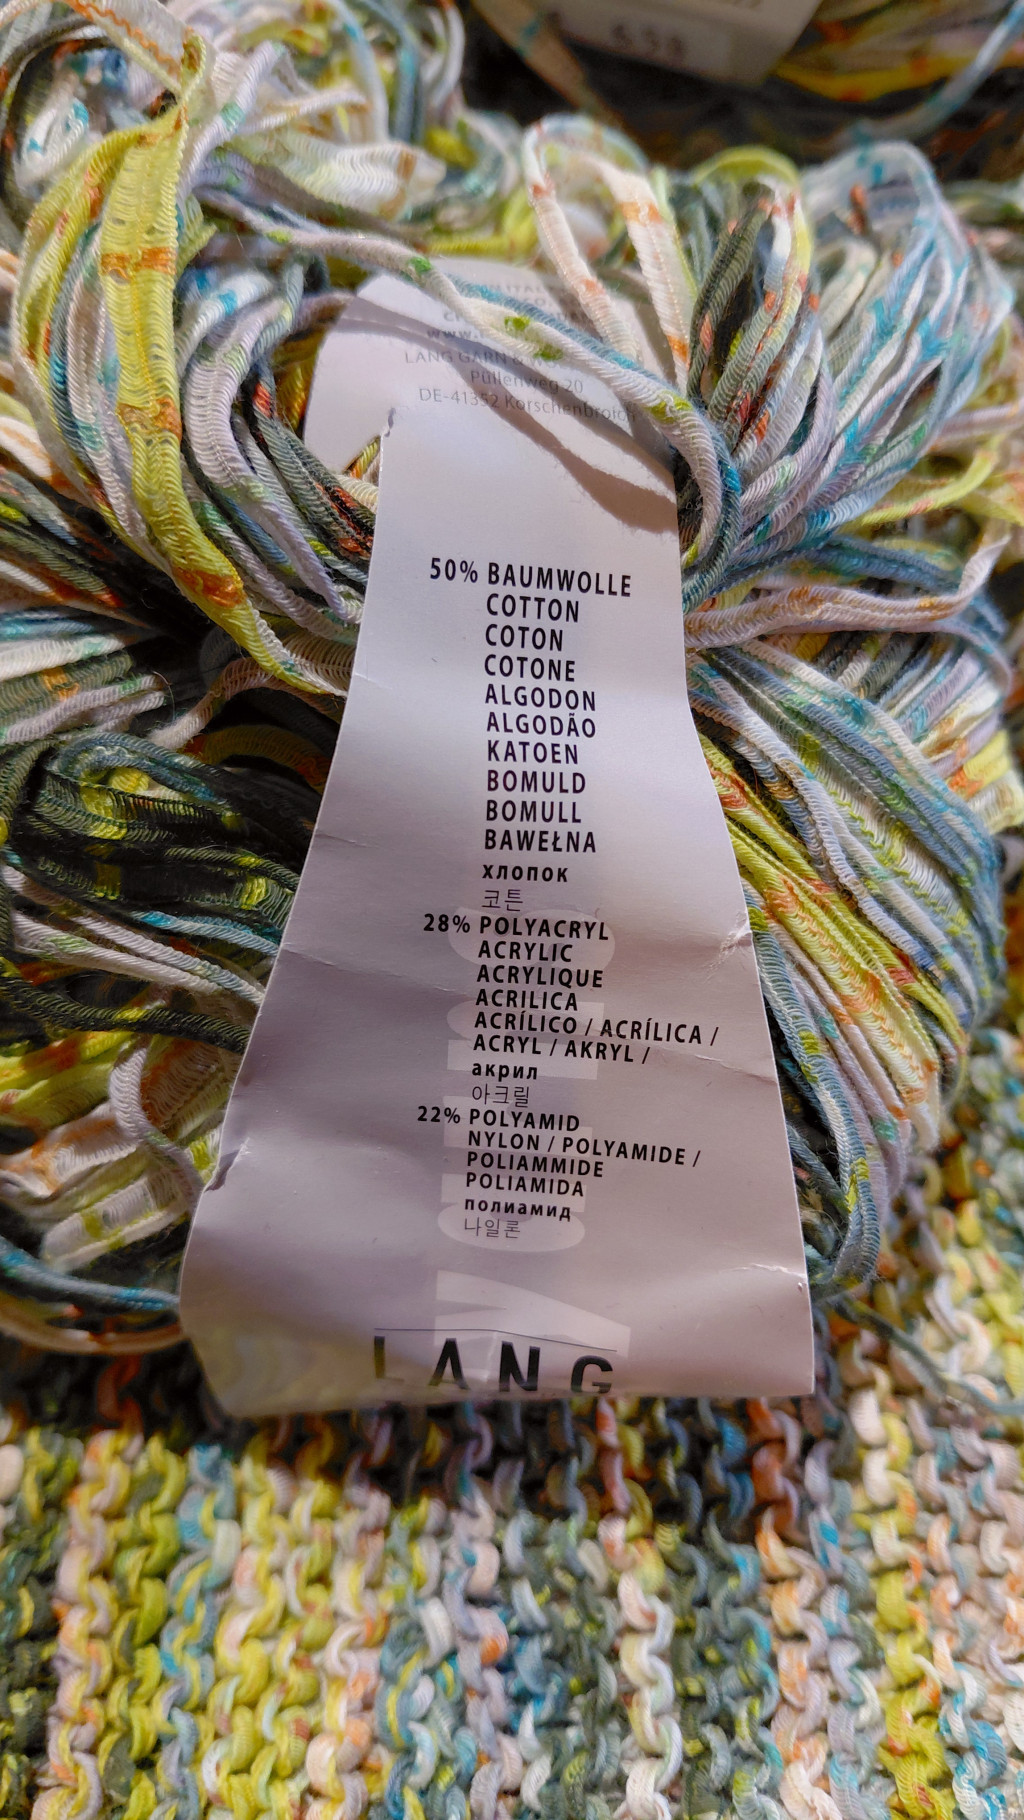 LANG GARN
Püllenweg 20
DE-41352 Korschenbroich
50% BAUMWOLLE
COTTON
COTON
COTONE
ALGODON
ALGODÃO
KATOEN
BOMULD
BOMULL
BAWEŁNA
хлопок
코튼
28% POLYACRYL
ACRYLIC
ACRYLIQUE
ACRILICA
ACRÍLICO / ACRÍLICA /
ACRYL / AKRYL /
акрил
아크릴
22% POLYAMID
NYLON / POLYAMIDE /
POLIAMMIDE
POLIAMIDA
полиамид
나일론
LANG